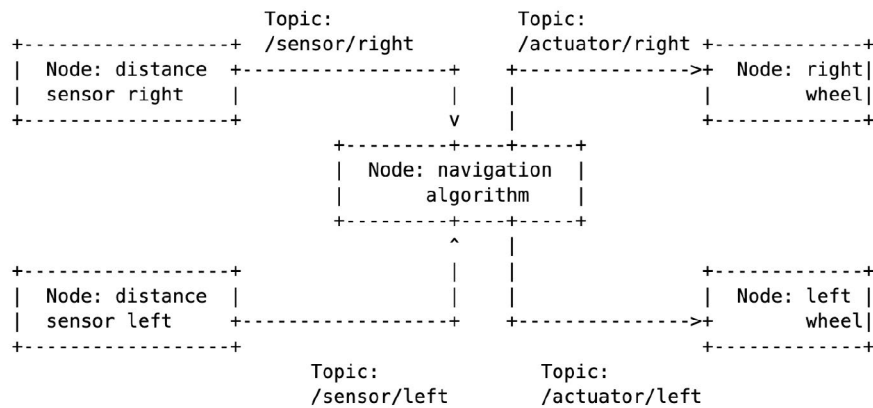 Topic:
/sensor/right
Topic:
/actuator/right
Node: distance
sensor right
Node: right
wheel
Node: navigation
algorithm
Node: distance
sensor left
Node: left
wheel
Topic:
/sensor/left
Topic:
/actuator/left